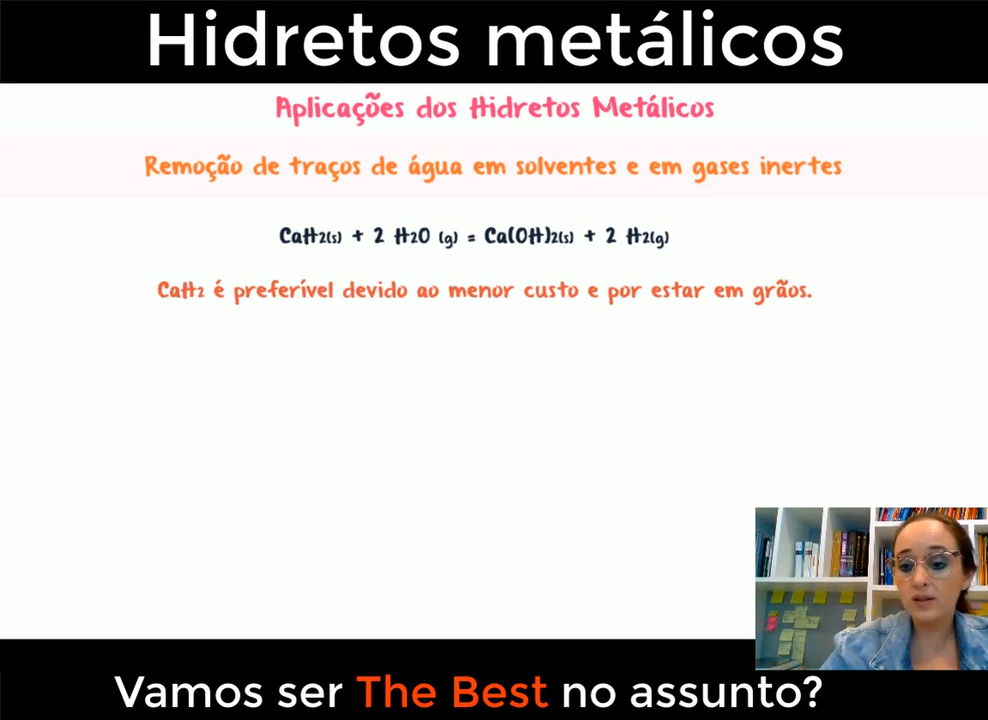 Hidretos metálicos
Aplicações dos Hidretos Metálicos
Remoção de traços de água em solventes e em gases inertes
CaH2(s) + 2 H2O (g) = Ca(OH)2(s) + 2 H2(g)
CaH2 é preferível devido ao menor custo e por estar em grãos.
Vamos ser The Best no assunto?